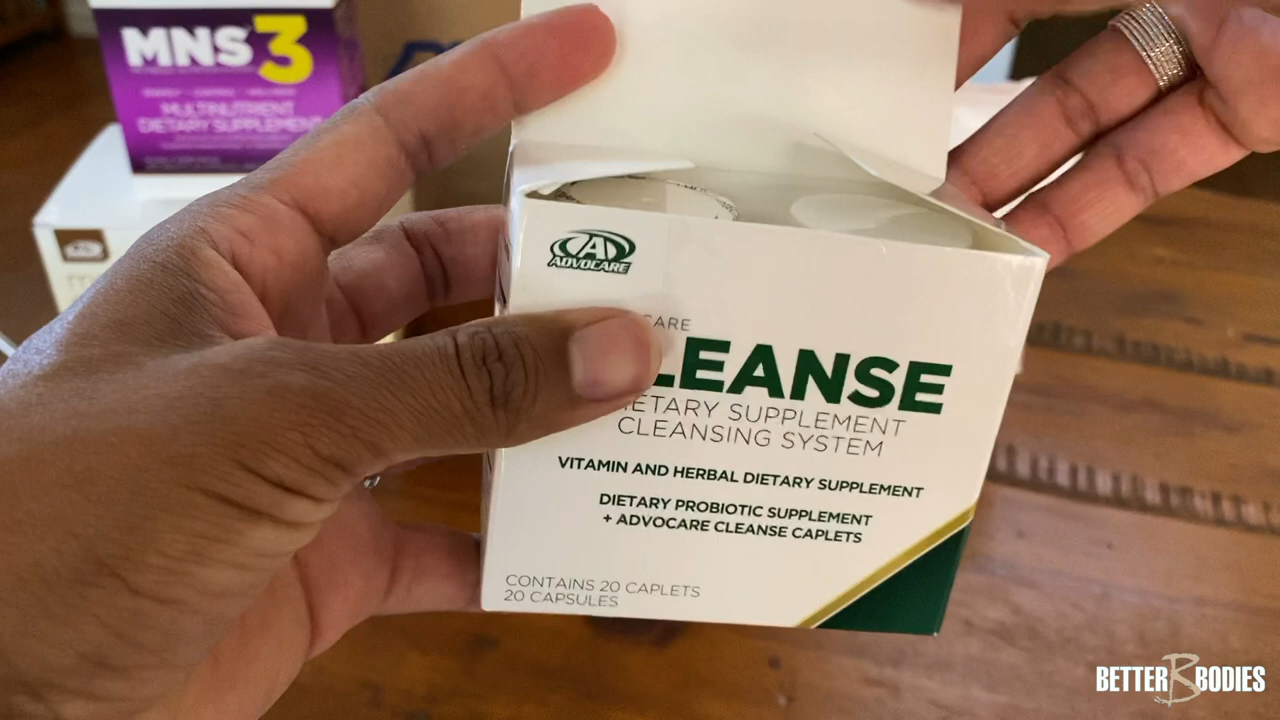 MNS 3
MULTINUTRIENT
DIETARY SUPPLEMENT
ADVOCARE
CARE
LEANSE
IETARY SUPPLEMENT
CLEANSING SYSTEM
VITAMIN AND HERBAL DIETARY SUPPLEMENT
DIETARY PROBIOTIC SUPPLEMENT
+ ADVOCARE CLEANSE CAPLETS
CONTAINS 20 CAPLETS
20 CAPSULES
BETTER B BODIES